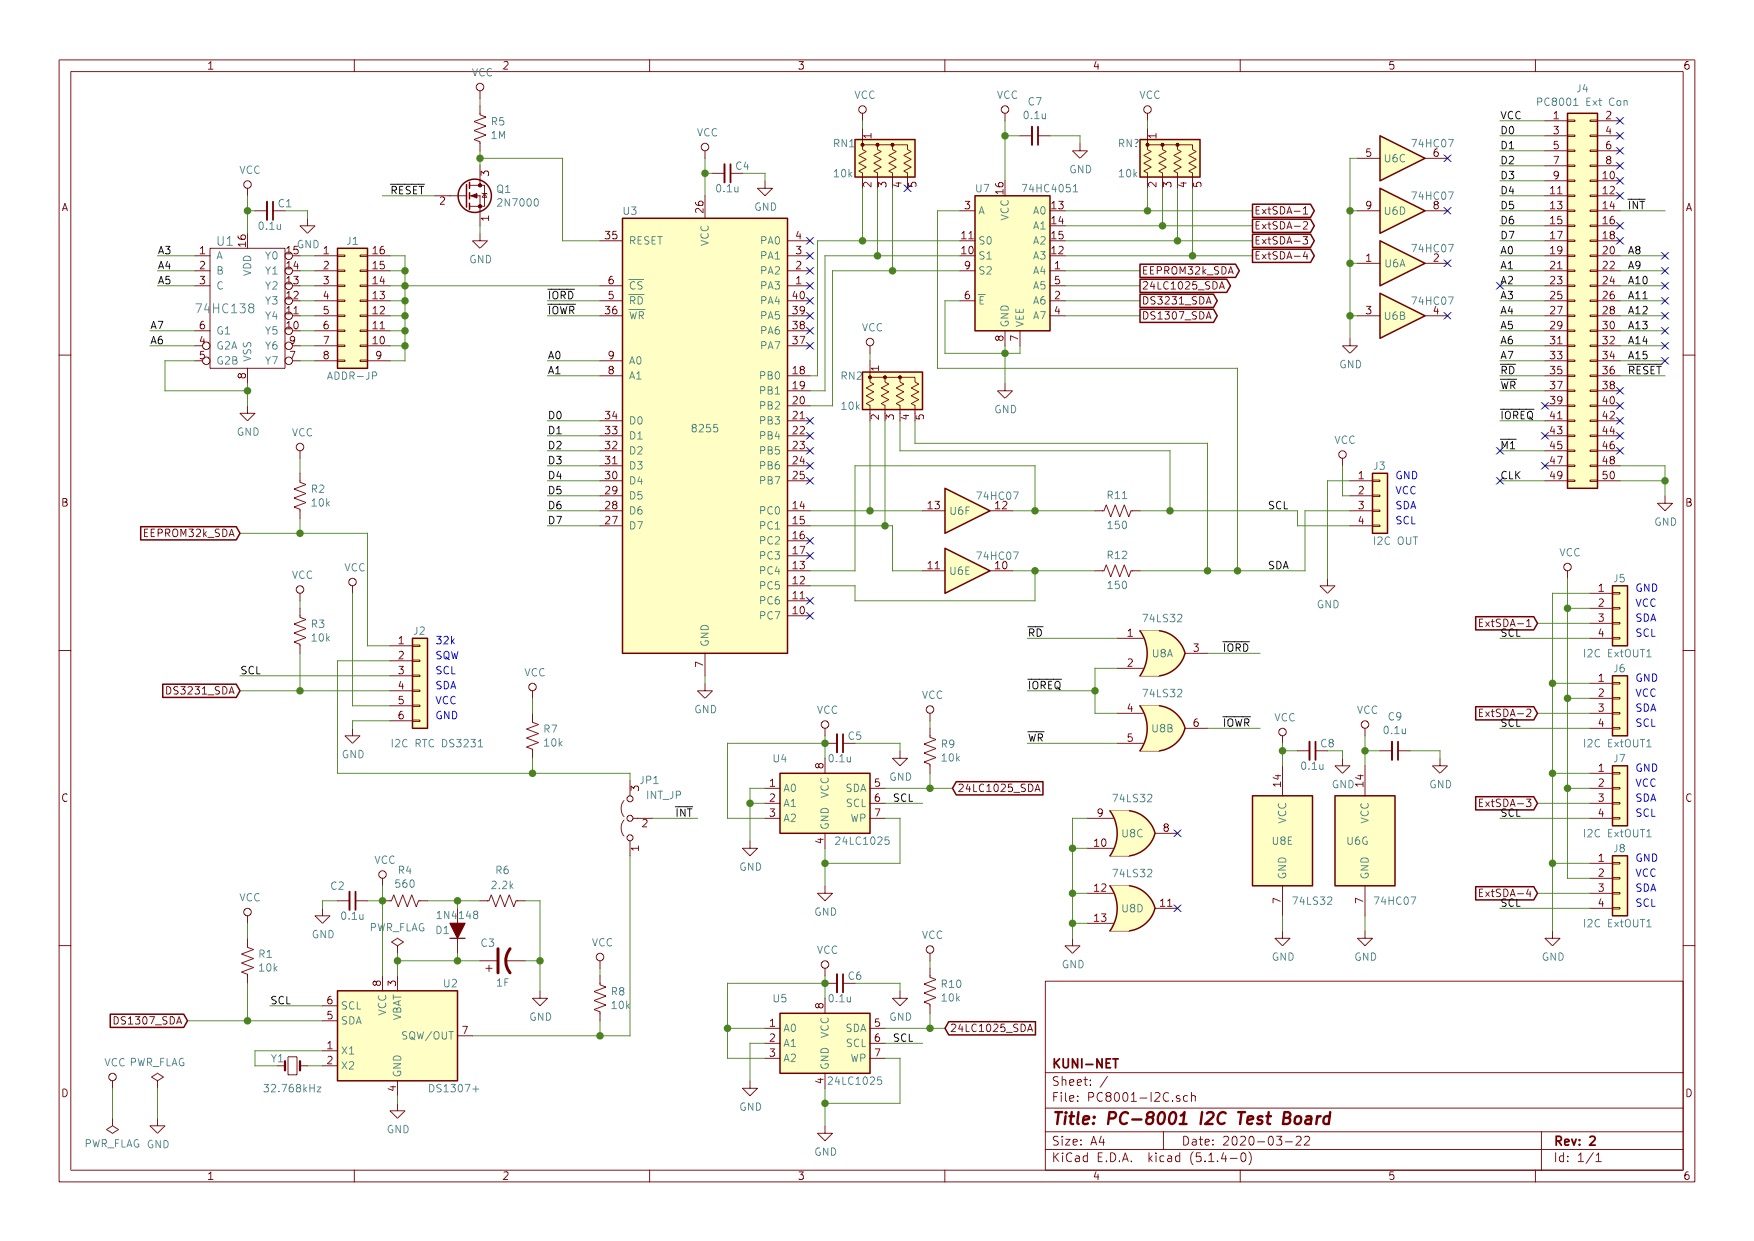 1 2 3 4 5 6
A B C D
VCC
R5
1M
RESET
Q1
2N7000
3
2
1
GND
VCC
C1
0.1u
GND
U1
74HC138
16
VDD
VSS
8
A3 1 A
A4 2 B
A5 3 C
A7 6 G1
A6 4 G2A
5 G2B
Y0 15
Y1 14
Y2 13
Y3 12
Y4 11
Y5 10
Y6 9
Y7 7
GND
J1
1 16
2 15
3 14
4 13
5 12
6 11
7 10
8 9
ADDR-JP
VCC
C4
0.1u
GND
U3
8255
26
VCC
35 RESET
IORD
IOWR
6 CS
5 RD
36 WR
A0 9 A0
A1 8 A1
D0 34 D0
D1 33 D1
D2 32 D2
D3 31 D3
D4 30 D4
D5 29 D5
D6 28 D6
D7 27 D7
PA0 4
PA1 3
PA2 2
PA3 1
PA4 40
PA5 39
PA6 38
PA7 37
PB0 18
PB1 19
PB2 20
PB3 21
PB4 22
PB5 23
PB6 24
PB7 25
PC0 14
PC1 15
PC2 16
PC3 17
PC4 13
PC5 12
PC6 11
PC7 10
GND
7
GND
VCC
RN1
10k
1
2 3 4 5
VCC
C7
0.1u
GND
U7
74HC4051
16
VCC
3 A
11 S0
10 S1
9 S2
6 E
A0 13
A1 14
A2 15
A3 12
A4 1
A5 5
A6 2
A7 4
GND VEE
8 7
GND
VCC
RN?
10k
1
2 3 4 5
ExtSDA-1
ExtSDA-2
ExtSDA-3
ExtSDA-4
EEPROM32k_SDA
24LC1025_SDA
DS3231_SDA
DS1307_SDA
VCC
RN2
10k
1
2 3 4 5
74HC07
5 U6C 6
74HC07
9 U6D 8
74HC07
1 U6A 2
74HC07
3 U6B 4
GND
J4
PC8001 Ext Con
VCC 1 2
D0 3 4
D1 5 6
D2 7 8
D3 9 10
D4 11 12
D5 13 14 INT
D6 15 16
D7 17 18
A0 19 20 A8
A1 21 22 A9
A2 23 24 A10
A3 25 26 A11
A4 27 28 A12
A5 29 30 A13
A6 31 32 A14
A7 33 34 A15
RD 35 36 RESET
WR 37 38
39 40
IOREQ 41 42
43 44
M1 45 46
47 48
CLK 49 50
GND
74HC07
13 U6F 12
R11
150
SCL
74HC07
11 U6E 10
R12
150
SDA
VCC
J3
1 GND
2 VCC
3 SDA
4 SCL
I2C OUT
GND
VCC
R2
10k
EEPROM32k_SDA
VCC
R3
10k
VCC
DS3231_SDA
SCL
J2
1 32k
2 SQW
3 SCL
4 SDA
5 VCC
6 GND
I2C RTC DS3231
GND
VCC
R7
10k
JP1
INT_JP
3
2
1
INT
RD
IOREQ
WR
74LS32
1
2
U8A 3
IORD
74LS32
4
5
U8B 6
IOWR
74LS32
9
10
U8C 8
74LS32
12
13
U8D 11
GND
VCC
C5
0.1u
GND
VCC
R9
10k
U4
8
VCC
1 A0
2 A1
3 A2
SDA 5
SCL 6
WP 7
SCL
GND
4
24LC1025
24LC1025_SDA
GND
GND
VCC
C6
0.1u
GND
VCC
R10
10k
U5
8
VCC
1 A0
2 A1
3 A2
SDA 5
SCL 6
WP 7
SCL
GND
4
24LC1025
24LC1025_SDA
GND
GND
VCC
C8
0.1u
GND
14
VCC
U8E
GND
7
74LS32
GND
VCC
C9
0.1u
GND
14
VCC
U6G
GND
7
74HC07
GND
VCC
J5
1 GND
2 VCC
3 SDA
4 SCL
ExtSDA-1
SCL
I2C ExtOUT1
J6
1 GND
2 VCC
3 SDA
4 SCL
ExtSDA-2
SCL
I2C ExtOUT1
J7
1 GND
2 VCC
3 SDA
4 SCL
ExtSDA-3
SCL
I2C ExtOUT1
J8
1 GND
2 VCC
3 SDA
4 SCL
ExtSDA-4
SCL
I2C ExtOUT1
GND
VCC
R4
560
R6
2.2k
C2
0.1u
GND
1N4148
D1
PWR_FLAG
C3
+
1F
GND
VCC
R1
10k
VCC
R8
10k
DS1307_SDA
SCL
U2
8 3
VCC VBAT
6 SCL
5 SDA
1 X1
2 X2
SQW/OUT 7
GND
4
DS1307+
GND
Y1
32.768kHz
VCC PWR_FLAG
PWR_FLAG GND
KUNI-NET
Sheet: /
File: PC8001-I2C.sch
Title: PC-8001 I2C Test Board
Size: A4 Date: 2020-03-22 Rev: 2
KiCad E.D.A. kicad (5.1.4-0) Id: 1/1
1 2 3 4 5 6
A B C D